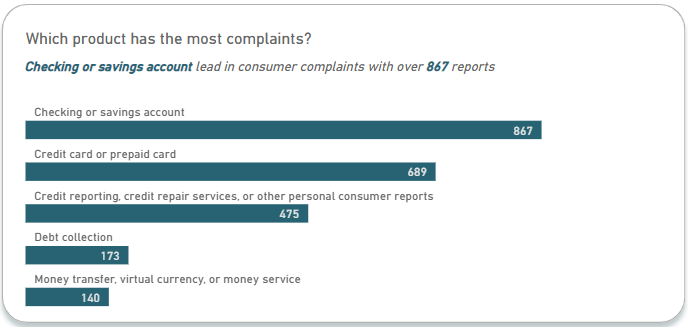 Which product has the most complaints?
Checking or savings account lead in consumer complaints with over 867 reports
Checking or savings account
867
Credit card or prepaid card
689
Credit reporting, credit repair services, or other personal consumer reports
475
Debt collection
173
Money transfer, virtual currency, or money service
140